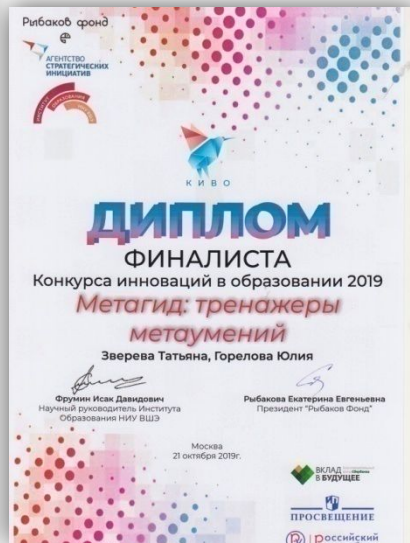 Рыбаков фонд
АГЕНТСТВО
СТРАТЕГИЧЕСКИХ
ИНИЦИАТИВ
КИВО
ДИПЛОМ
ФИНАЛИСТА
Конкурса инноваций в образовании 2019
Метагид: тренажеры
метаумений
Зверева Татьяна, Горелова Юлия
Фрумин Исак Давидович
Научный руководитель Института
Образования НИУ ВШЭ
Рыбакова Екатерина Евгеньевна
Президент "Рыбаков Фонд"
Москва
21 октября 2019г.
ВКЛАД
В БУДУЩЕЕ
ПРОСВЕЩЕНИЕ
российский